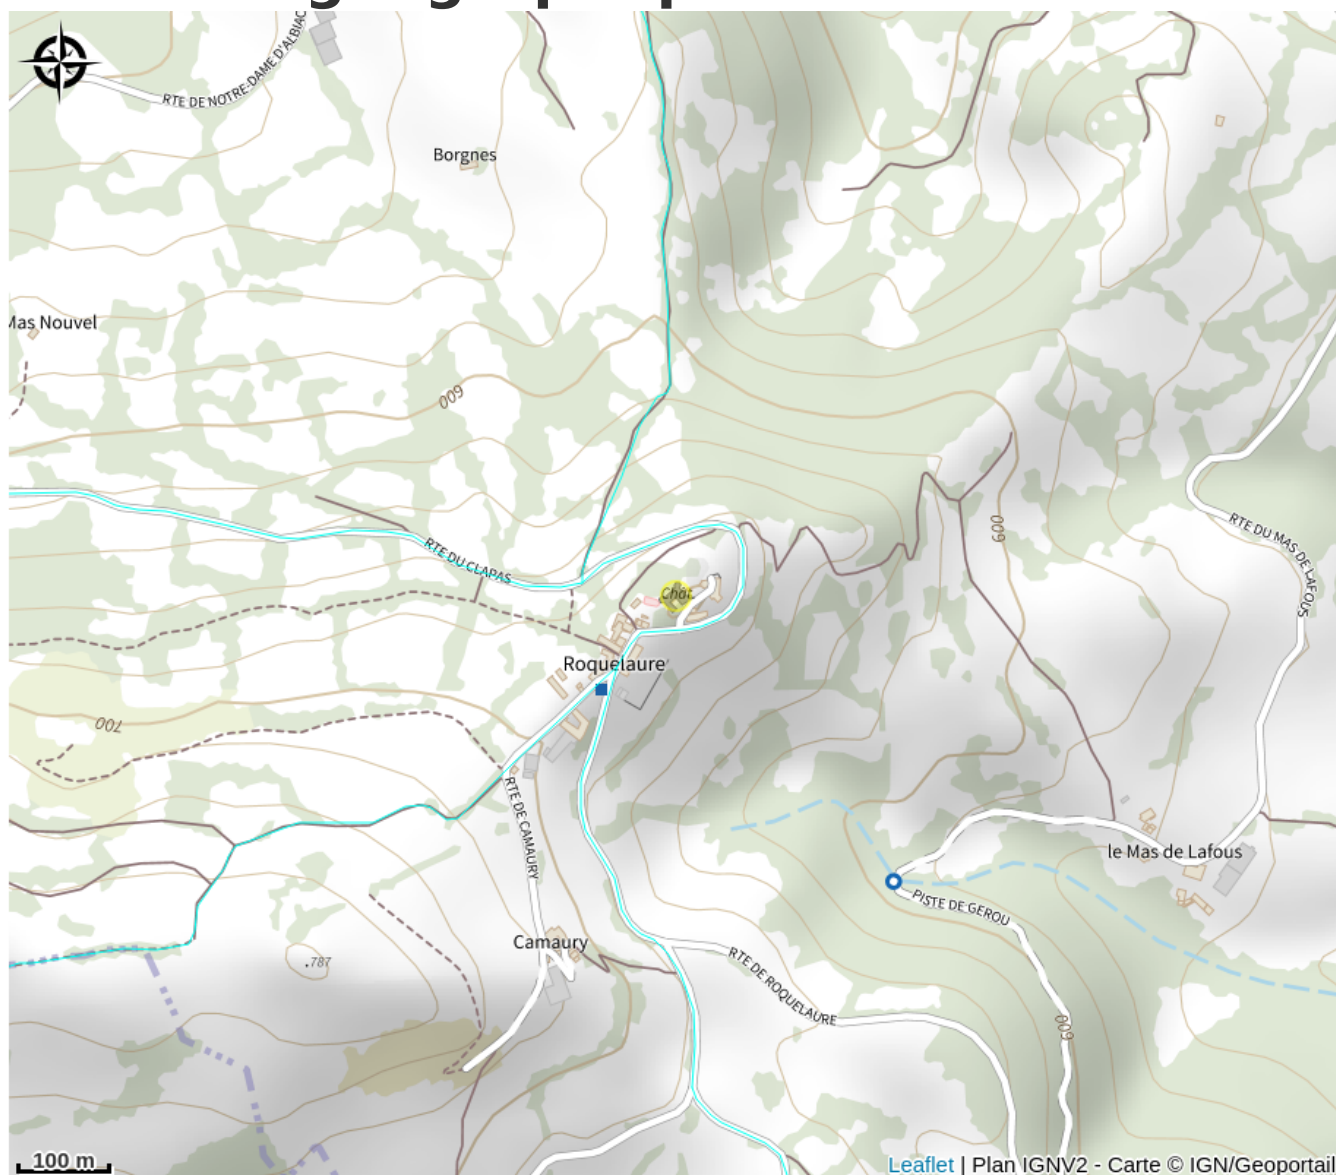 RTE DE NOTRE-DAME D'ALBIAC
Borgnes
Mas Nouvel
600
RTE DU CLAPAS
600
RTE DU MAS DE LAFOUS
Chât
Roquelaure
700
RTE DE CAMAURY
le Mas de Lafous
PISTE DE GEROU
Camaury
.787
RTE DE ROQUELAURE
600
100 m
Leaflet | Plan IGNV2 - Carte © IGN/Geoportail